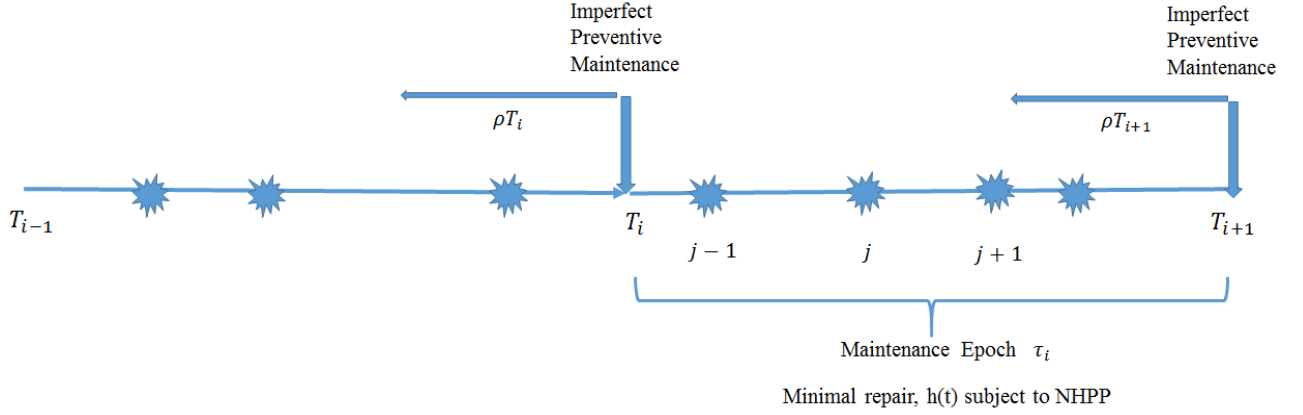 Imperfect
Preventive
Maintenance
Imperfect
Preventive
Maintenance
ρT_i
ρT_{i+1}
T_{i−1}
T_i
T_{i+1}
j − 1
j
j + 1
Maintenance Epoch τ_i
Minimal repair, h(t) subject to NHPP